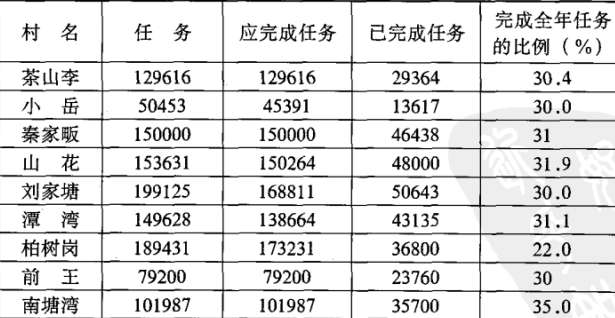 村 名 任 务 应完成任务 已完成任务 完成全年任务的比例(%)
茶山李 129616 129616 29364 30.4
小 岳 50453 45391 13617 30.0
秦家畈 150000 150000 46438 31
山 花 153631 150264 48000 31.9
刘家塘 199125 168811 50643 30.0
潭 湾 149628 138664 43135 31.1
柏树岗 189431 173231 36800 22.0
前 王 79200 79200 23760 30
南塘湾 101987 101987 35700 35.0